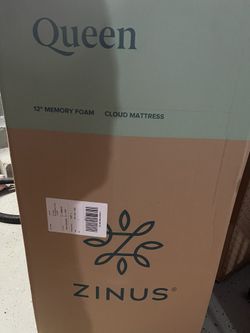 Queen
12" MEMORY FOAM CLOUD MATTRESS
ZINUS®